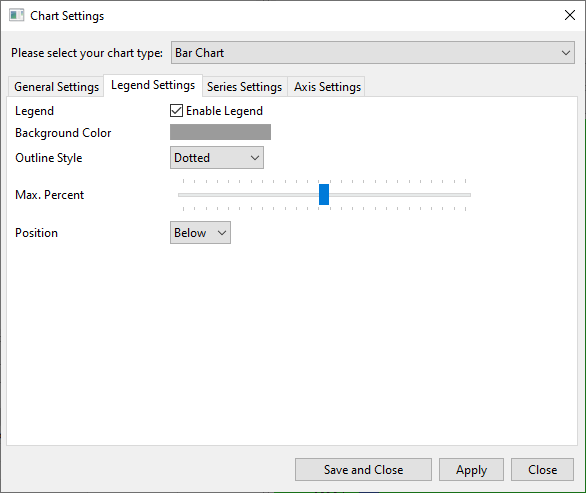 Chart Settings
Please select your chart type: Bar Chart
General Settings Legend Settings Series Settings Axis Settings
Legend Enable Legend
Background Color
Outline Style Dotted
Max. Percent
Position Below
Save and Close Apply Close